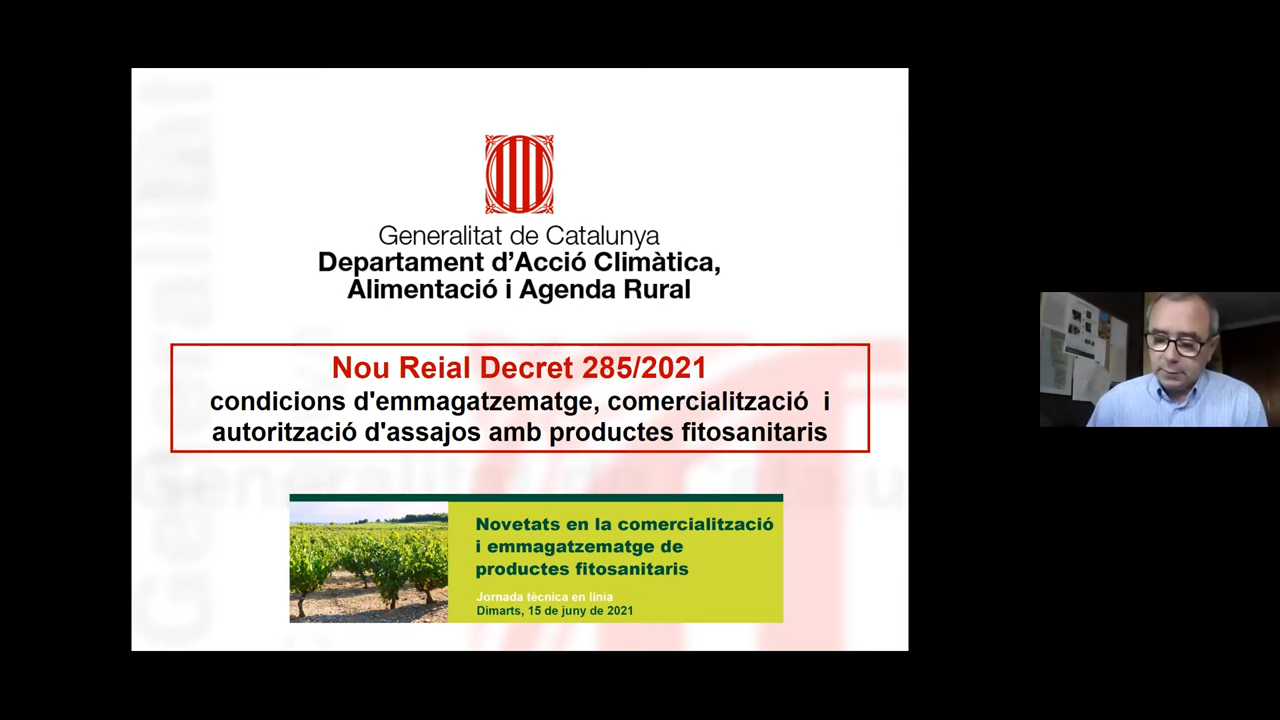 Generalitat de Catalunya
Departament d'Acció Climàtica,
Alimentació i Agenda Rural
Nou Reial Decret 285/2021
condicions d'emmagatzematge, comercialització i
autorització d'assajos amb productes fitosanitaris
Novetats en la comercialització
i emmagatzematge de
productes fitosanitaris
Jornada tècnica en línia
Dimarts, 15 de juny de 2021